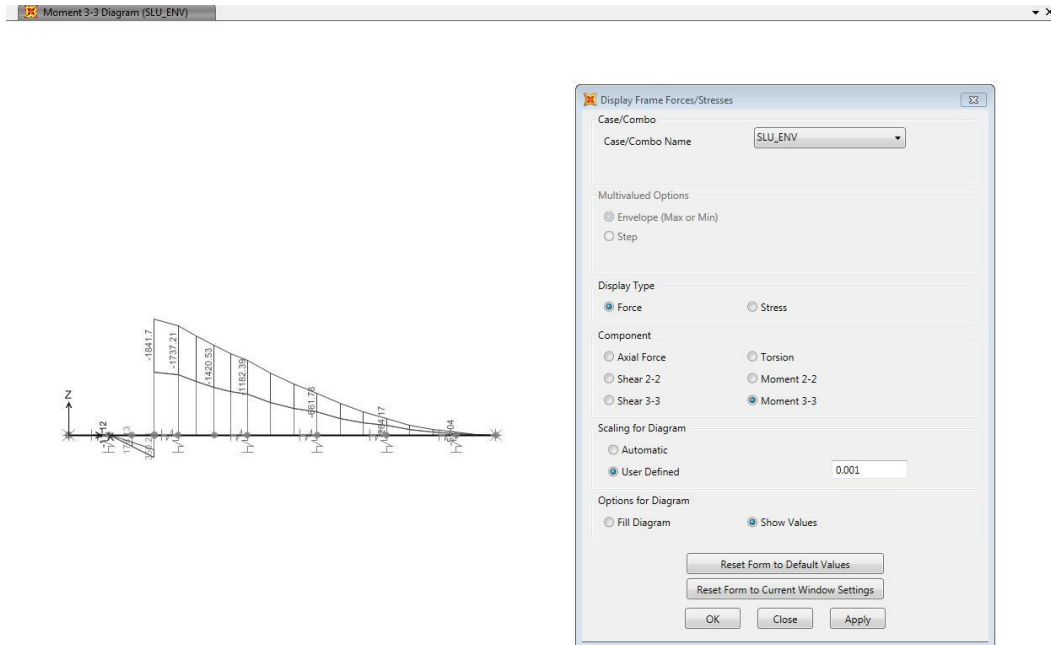 Moment 3-3 Diagram (SLU_ENV)
Z
-1841.7
-1737.21
-1420.53
1182.39
-661.78
Display Frame Forces/Stresses
Case/Combo
Case/Combo Name
SLU_ENV
Multivalued Options
Envelope (Max or Min)
Step
Display Type
Force
Stress
Component
Axial Force
Torsion
Shear 2-2
Moment 2-2
Shear 3-3
Moment 3-3
Scaling for Diagram
Automatic
User Defined
0.001
Options for Diagram
Fill Diagram
Show Values
Reset Form to Default Values
Reset Form to Current Window Settings
OK
Close
Apply